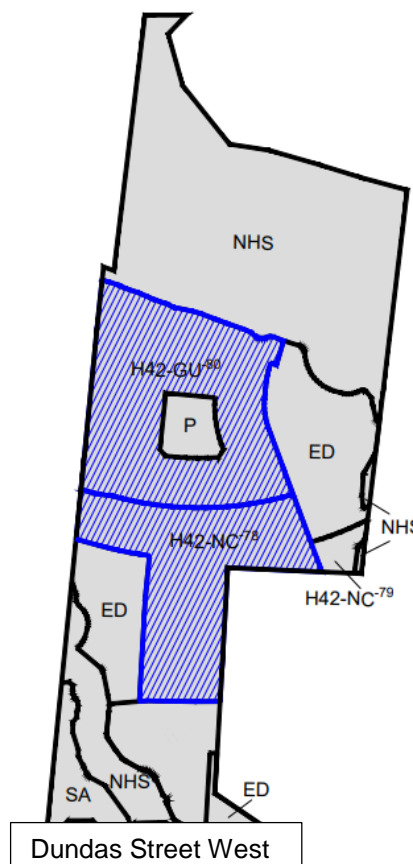 NHS
H42-GU-80
P
ED
NHS
H42-NC-78
H42-NC-79
ED
NHS
SA
ED
Dundas Street West